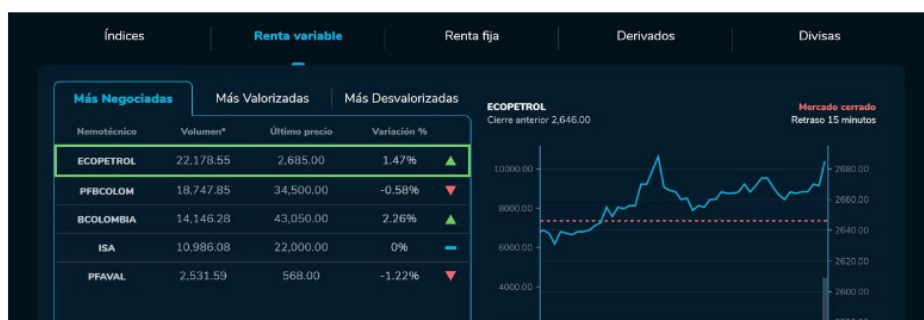 Índices Renta variable Renta fija Derivados Divisas
Más Negociadas Más Valorizadas Más Desvalorizadas
Nemotécnico Volumen* Último precio Variación %
ECOPETROL 22,178.55 2,685.00 1.47%
PFBCOLOM 18,747.85 34,500.00 -0.58%
BCOLOMBIA 14,146.28 43,050.00 2.26%
ISA 10,986.08 22,000.00 0%
PFAVAL 2,531.59 568.00 -1.22%
ECOPETROL Mercado cerrado
Cierre anterior 2,646.00 Retraso 15 minutos
10000.00 2680.00
2660.00
8000.00
2640.00
6000.00
2620.00
4000.00
2600.00